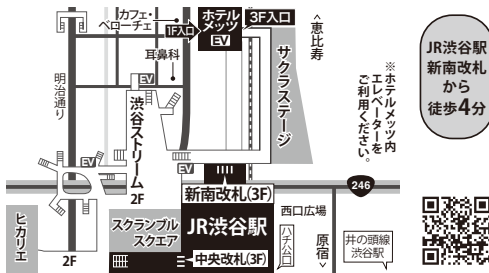 カフェ・
ベローチェ
ホテル
メッツ
EV
3F入口
1F入口
<恵比寿
耳鼻科
EV
サクラステージ
※ホテルメッツ内
エレベーターを
ご利用ください。
JR渋谷駅
新南改札
から
徒歩4分
明治通り
渋谷ストリーム
2F
EV
EV
新南改札(3F)
246
ヒカリエ
2F
スクランブル
スクエア
JR渋谷駅
中央改札(3F)
西口広場
ハチ公口
原宿>
井の頭線
渋谷駅